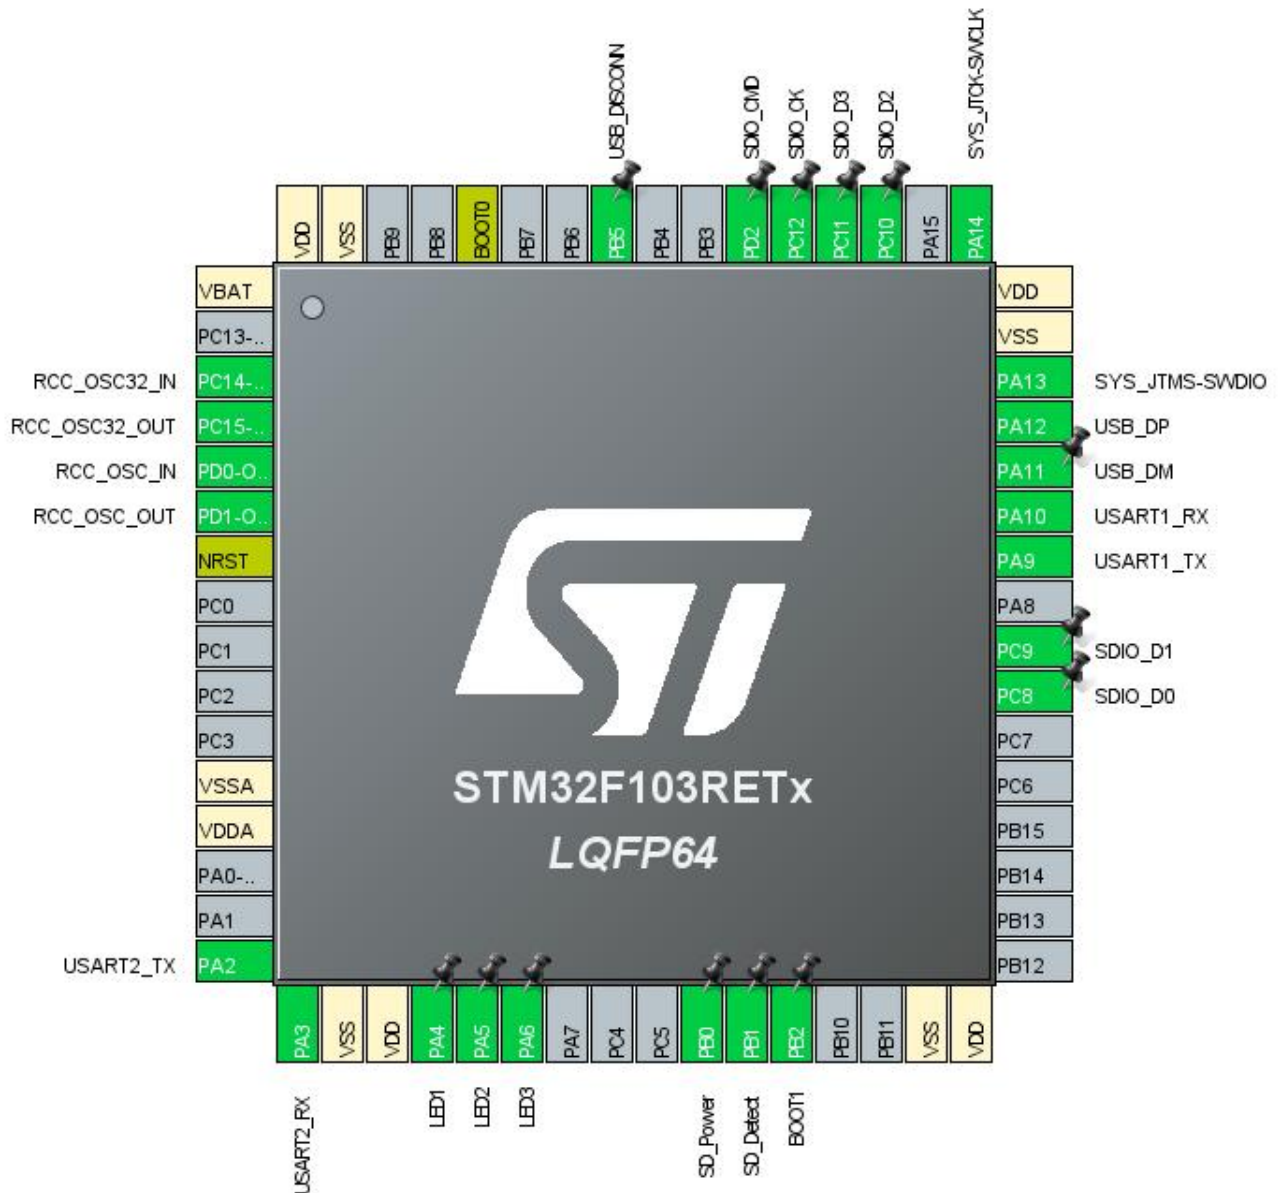 USB_DISCONN
SDIO_CMD
SDIO_CK
SDIO_D3
SDIO_D2
SYS_JTCK-SWCLK
VDD
VSS
PB9
PB8
BOOT0
PB7
PB6
PB5
PB4
PB3
PD2
PC12
PC11
PC10
PA15
PA14
VBAT
PC13-..
RCC_OSC32_IN PC14-..
RCC_OSC32_OUT PC15-..
RCC_OSC_IN PD0-O..
RCC_OSC_OUT PD1-O..
NRST
PC0
PC1
PC2
PC3
VSSA
VDDA
PA0-..
PA1
USART2_TX PA2
ST
STM32F103RETx
LQFP64
VDD
VSS
PA13 SYS_JTMS-SWDIO
PA12 USB_DP
PA11 USB_DM
PA10 USART1_RX
PA9 USART1_TX
PA8
PC9 SDIO_D1
PC8 SDIO_D0
PC7
PC6
PB15
PB14
PB13
PB12
PA3
VSS
VDD
PA4
PA5
PA6
PA7
PC4
PC5
PB0
PB1
PB2
PB10
PB11
VSS
VDD
USART2_RX
LED1
LED2
LED3
SD_Power
SD_Detect
BOOT1